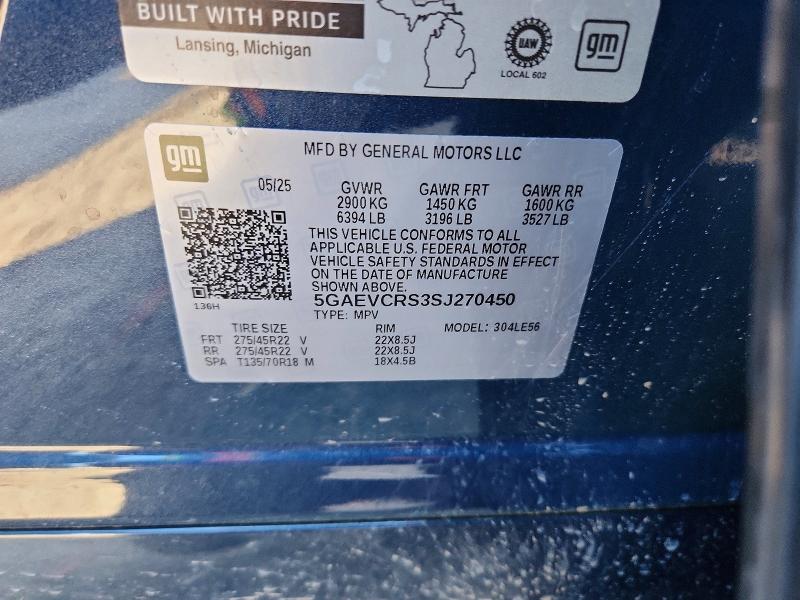 BUILT WITH PRIDE
Lansing, Michigan
UAW
LOCAL 602
gm
gm
MFD BY GENERAL MOTORS LLC
05/25 GVWR GAWR FRT GAWR RR
2900 KG 1450 KG 1600 KG
6394 LB 3196 LB 3527 LB
THIS VEHICLE CONFORMS TO ALL
APPLICABLE U.S. FEDERAL MOTOR
VEHICLE SAFETY STANDARDS IN EFFECT
ON THE DATE OF MANUFACTURE
SHOWN ABOVE.
5GAEVCRS3SJ270450
136H
TYPE: MPV
TIRE SIZE RIM MODEL: 304LE56
FRT 275/45R22 V 22X8.5J
RR 275/45R22 V 22X8.5J
SPA T135/70R18 M 18X4.5B